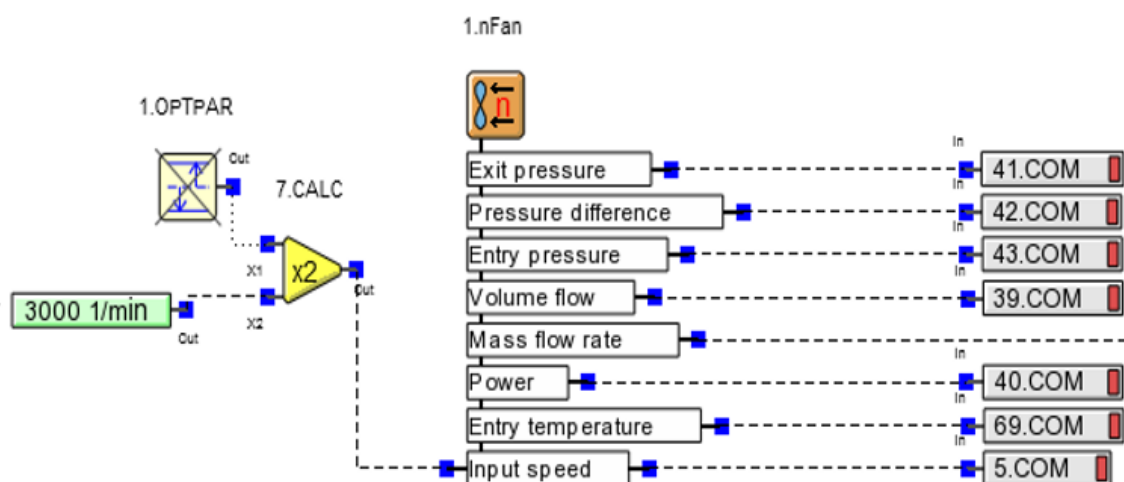 1.nFan
1.OPTPAR
n
Out
7.CALC
In
Exit pressure
41.COM
In
Pressure difference
42.COM
In
X1
x2
Entry pressure
43.COM
In
Out
3000 1/min
Volume flow
39.COM
X2
Out
Mass flow rate
In
Power
40.COM
In
Entry temperature
69.COM
In
Input speed
5.COM